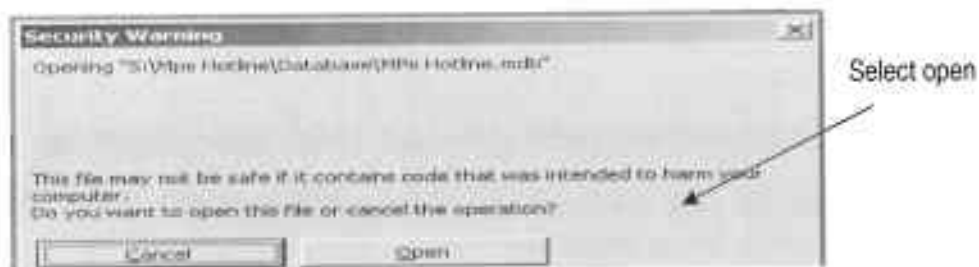 Security Warning
Opening "S:\Mps Hotline\Database\MPs Hotline.mdb"
Select open
This file may not be safe if it contains code that was intended to harm your
computer.
Do you want to open this file or cancel the operation?
Cancel Open